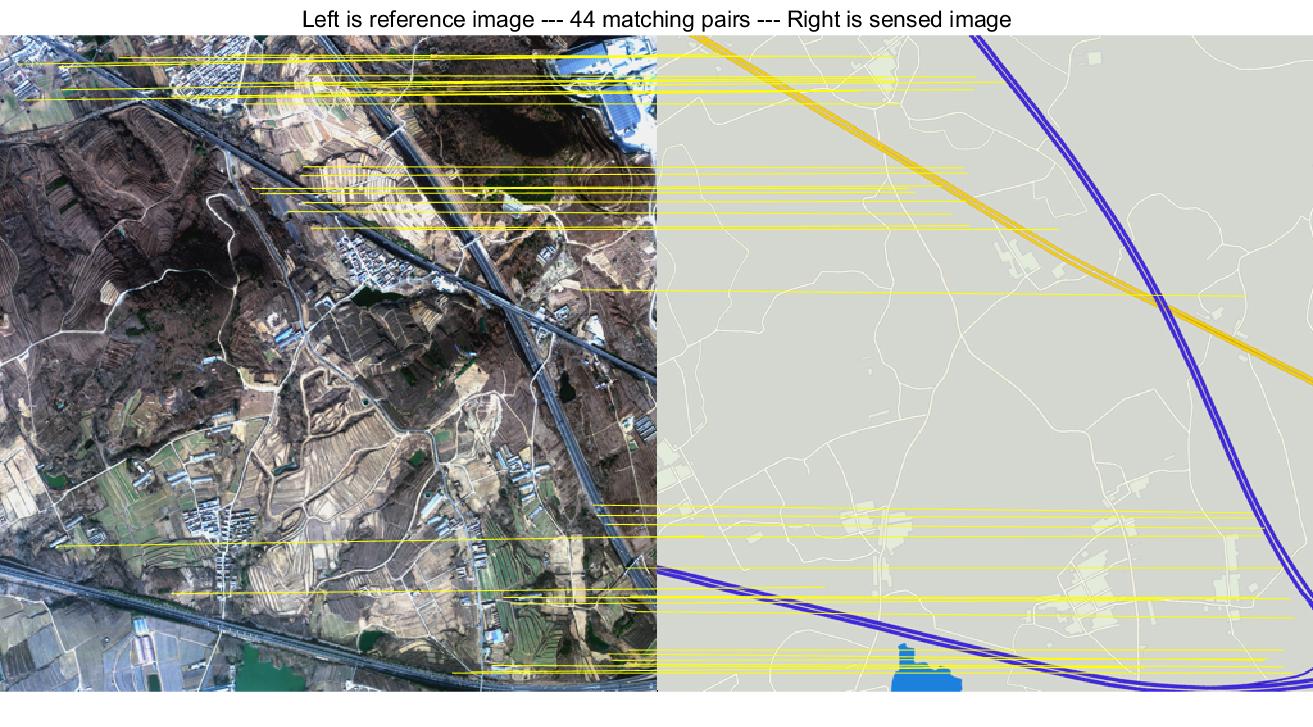 Left is reference image --- 44 matching pairs --- Right is sensed image